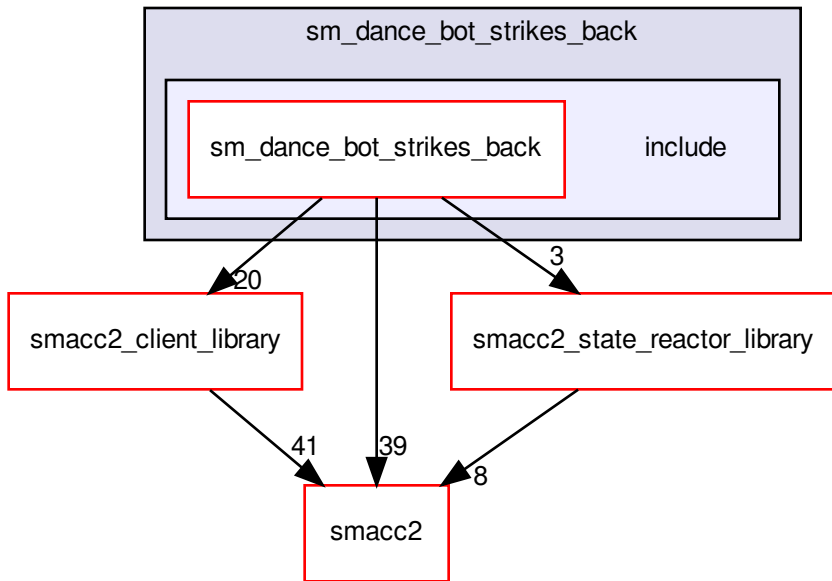 sm_dance_bot_strikes_back
sm_dance_bot_strikes_back
include
20
3
smacc2_client_library
smacc2_state_reactor_library
41
39
8
smacc2